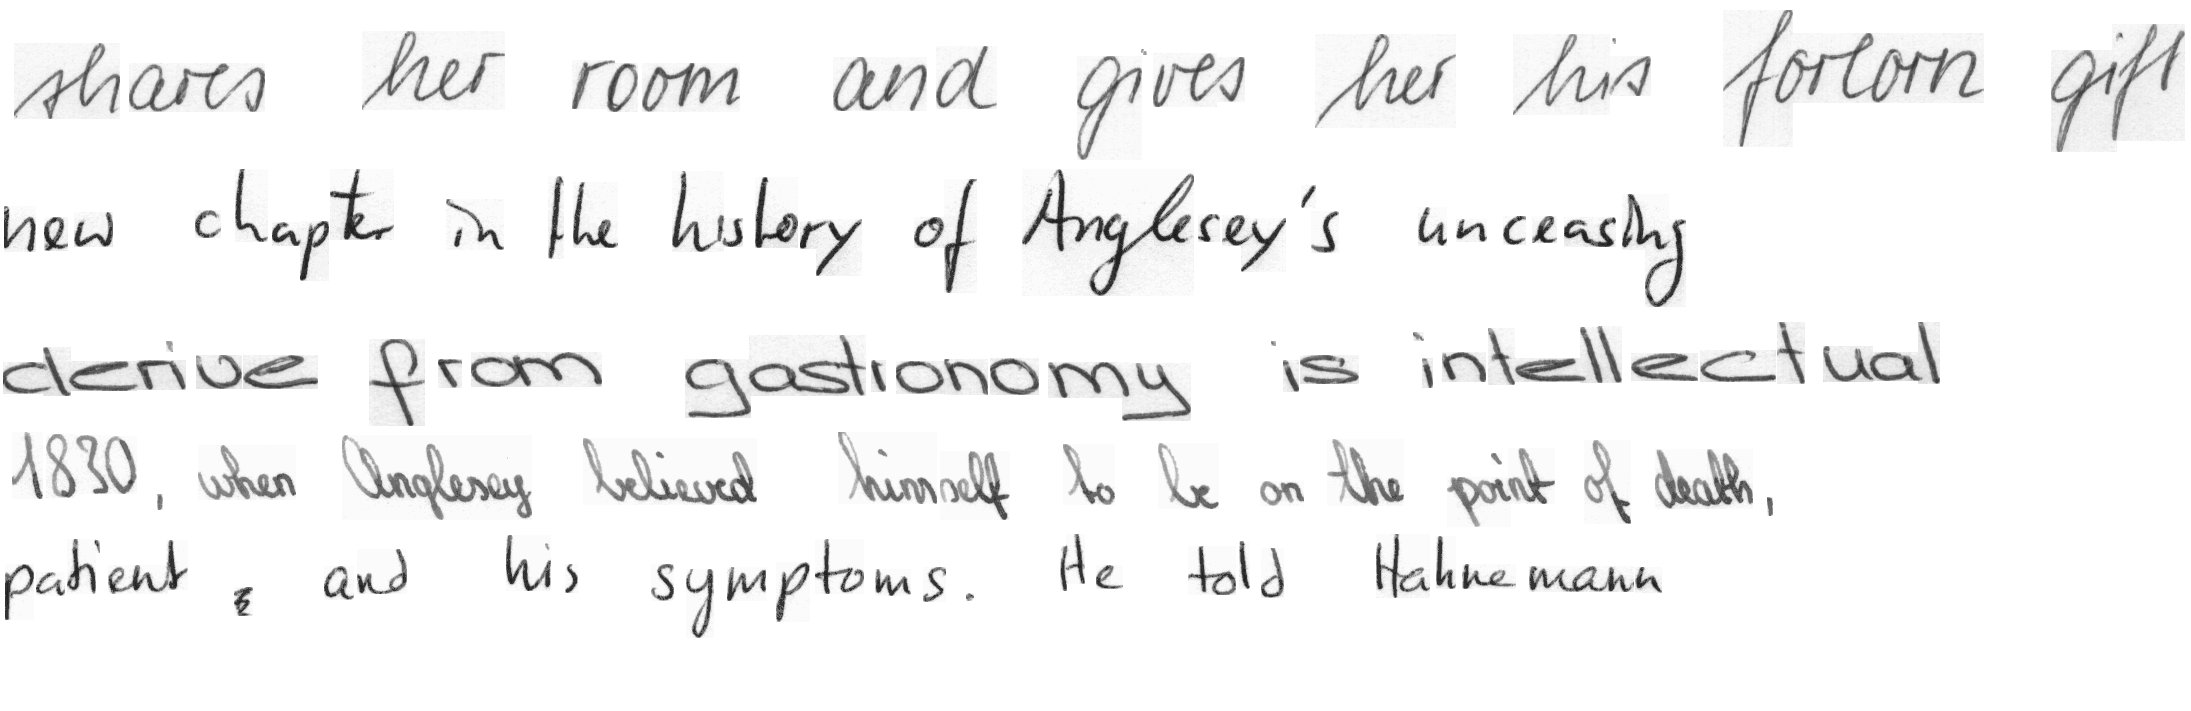 shares her room and gives her his forlorn gift
new chapter in the history of Anglesey's unceasing
derive from gastronomy is intellectual
1830, when Anglesey believed himself to be on the point of death,
patient, and his symptoms. He told Hahnemann